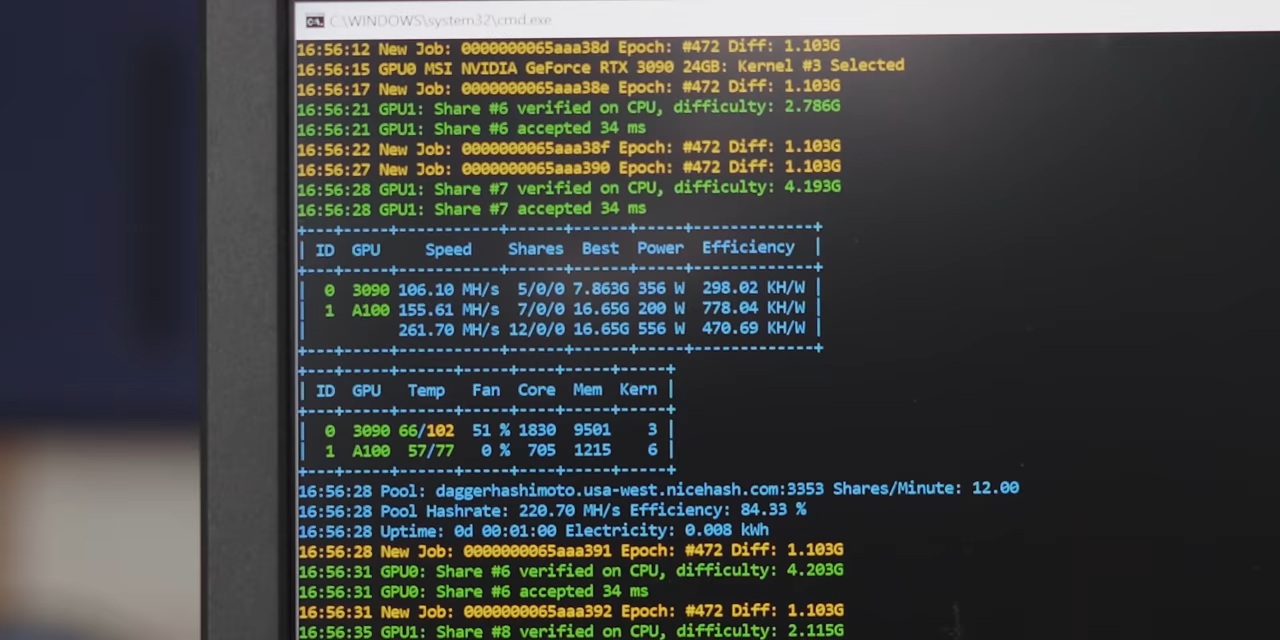 C:\WINDOWS\system32\cmd.exe
16:56:12 New Job: 0000000065aaa38d Epoch: #472 Diff: 1.103G
16:56:15 GPU0 MSI NVIDIA GeForce RTX 3090 24GB: Kernel #3 Selected
16:56:17 New Job: 0000000065aaa38e Epoch: #472 Diff: 1.103G
16:56:21 GPU1: Share #6 verified on CPU, difficulty: 2.786G
16:56:21 GPU1: Share #6 accepted 34 ms
16:56:22 New Job: 0000000065aaa38f Epoch: #472 Diff: 1.103G
16:56:27 New Job: 0000000065aaa390 Epoch: #472 Diff: 1.103G
16:56:28 GPU1: Share #7 verified on CPU, difficulty: 4.193G
16:56:28 GPU1: Share #7 accepted 34 ms
ID GPU Speed Shares Best Power Efficiency
0 3090 106.10 MH/s 5/0/0 7.863G 356 W 298.02 KH/W
1 A100 155.61 MH/s 7/0/0 16.65G 200 W 778.04 KH/W
261.70 MH/s 12/0/0 16.65G 556 W 470.69 KH/W
ID GPU Temp Fan Core Mem Kern
0 3090 66/102 51 % 1830 9501 3
1 A100 57/77 0 % 705 1215 6
16:56:28 Pool: daggerhashimoto.usa-west.nicehash.com:3353 Shares/Minute: 12.00
16:56:28 Pool Hashrate: 220.70 MH/s Efficiency: 84.33 %
16:56:28 Uptime: 0d 00:01:00 Electricity: 0.008 kWh
16:56:28 New Job: 0000000065aaa391 Epoch: #472 Diff: 1.103G
16:56:31 GPU0: Share #6 verified on CPU, difficulty: 4.203G
16:56:31 GPU0: Share #6 accepted 34 ms
16:56:31 New Job: 0000000065aaa392 Epoch: #472 Diff: 1.103G
16:56:35 GPU1: Share #8 verified on CPU, difficulty: 2.115G